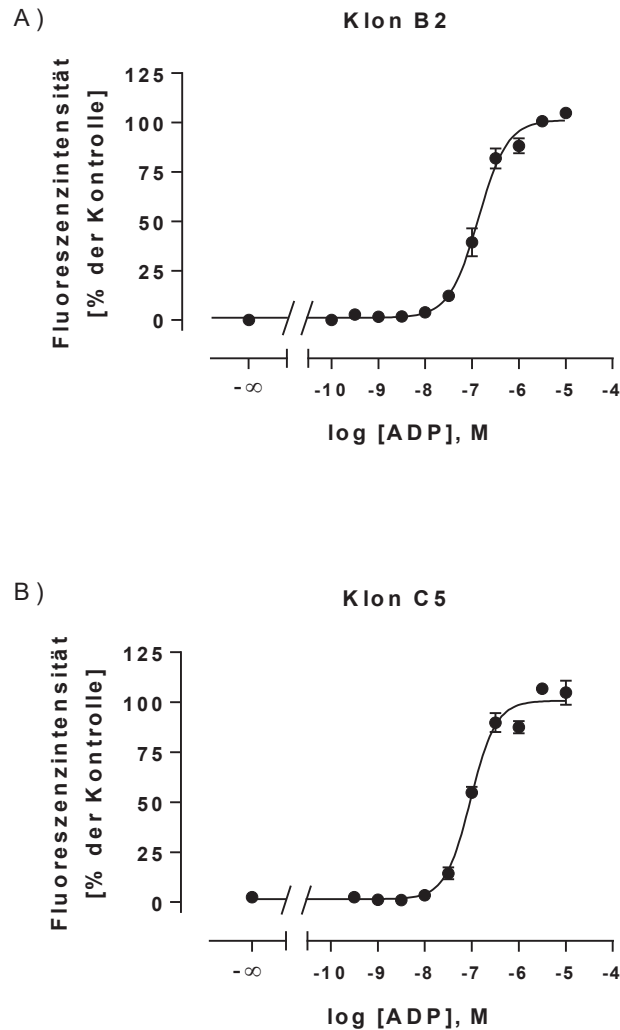 A)
Klon B2
Fluoreszenzintensität
[% der Kontrolle]
125
100
75
50
25
0
-∞ -10 -9 -8 -7 -6 -5 -4
log [ADP], M
B)
Klon C5
Fluoreszenzintensität
[% der Kontrolle]
125
100
75
50
25
0
-∞ -10 -9 -8 -7 -6 -5 -4
log [ADP], M